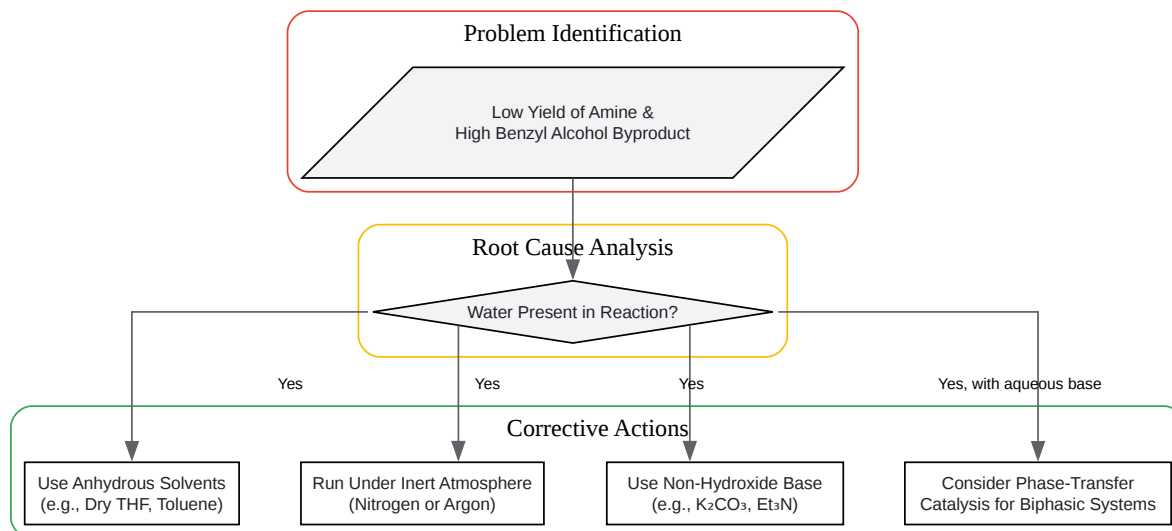 Problem Identification
Low Yield of Amine &
High Benzyl Alcohol Byproduct
Root Cause Analysis
Water Present in Reaction?
Yes
Yes
Yes
Yes, with aqueous base
Corrective Actions
Use Anhydrous Solvents
(e.g., Dry THF, Toluene)
Run Under Inert Atmosphere
(Nitrogen or Argon)
Use Non-Hydroxide Base
(e.g., K₂CO₃, Et₃N)
Consider Phase-Transfer
Catalysis for Biphasic Systems